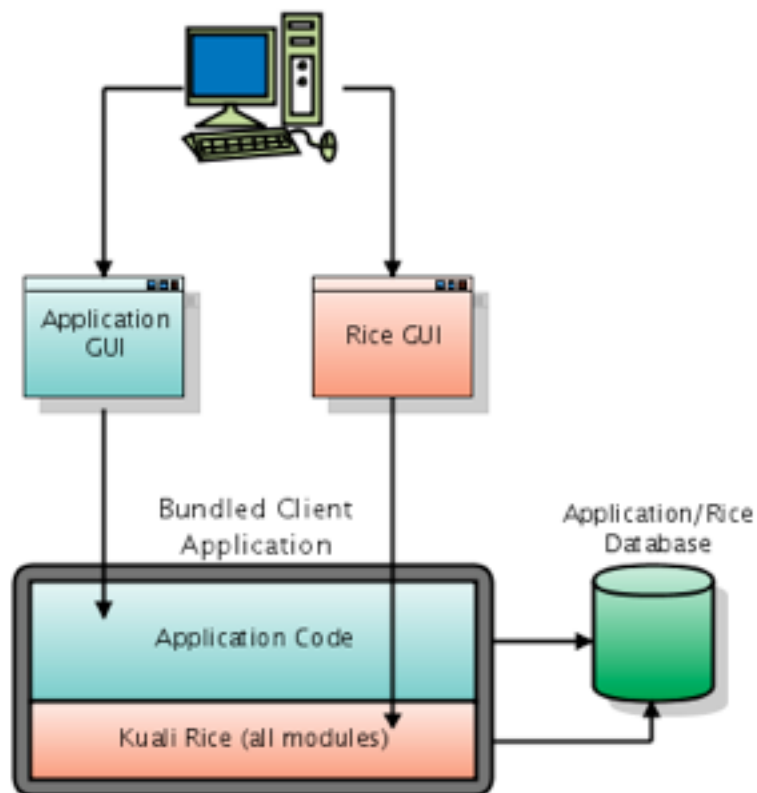 Application
GUI
Rice GUI
Bundled Client
Application
Application/Rice
Database
Application Code
Kuali Rice (all modules)